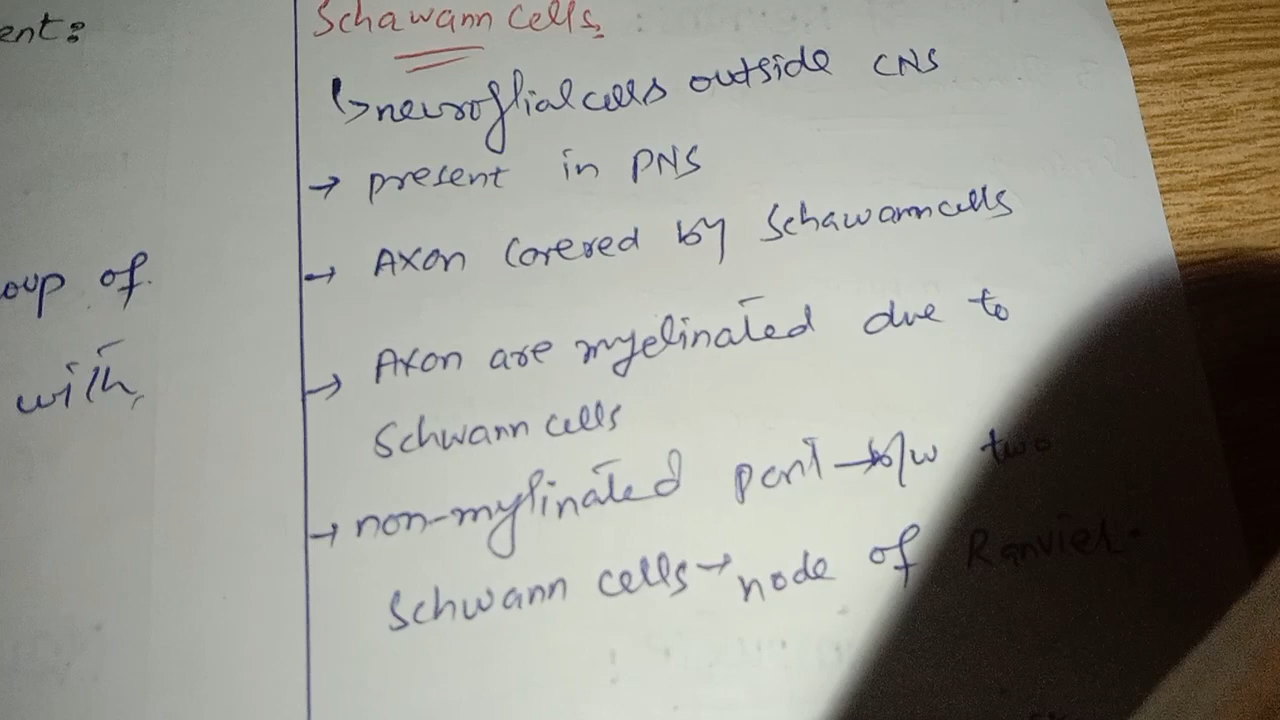 ent:
Schawann cells.
↳ neuroglial cells outside CNS
→ present in PNS
→ Axon covered by Schawann cells
oup of
→ Axon are myelinated due to
with,
Schwann cells
→ non-mylinated part → b/w two
Schwann cells → node of Ranvier.